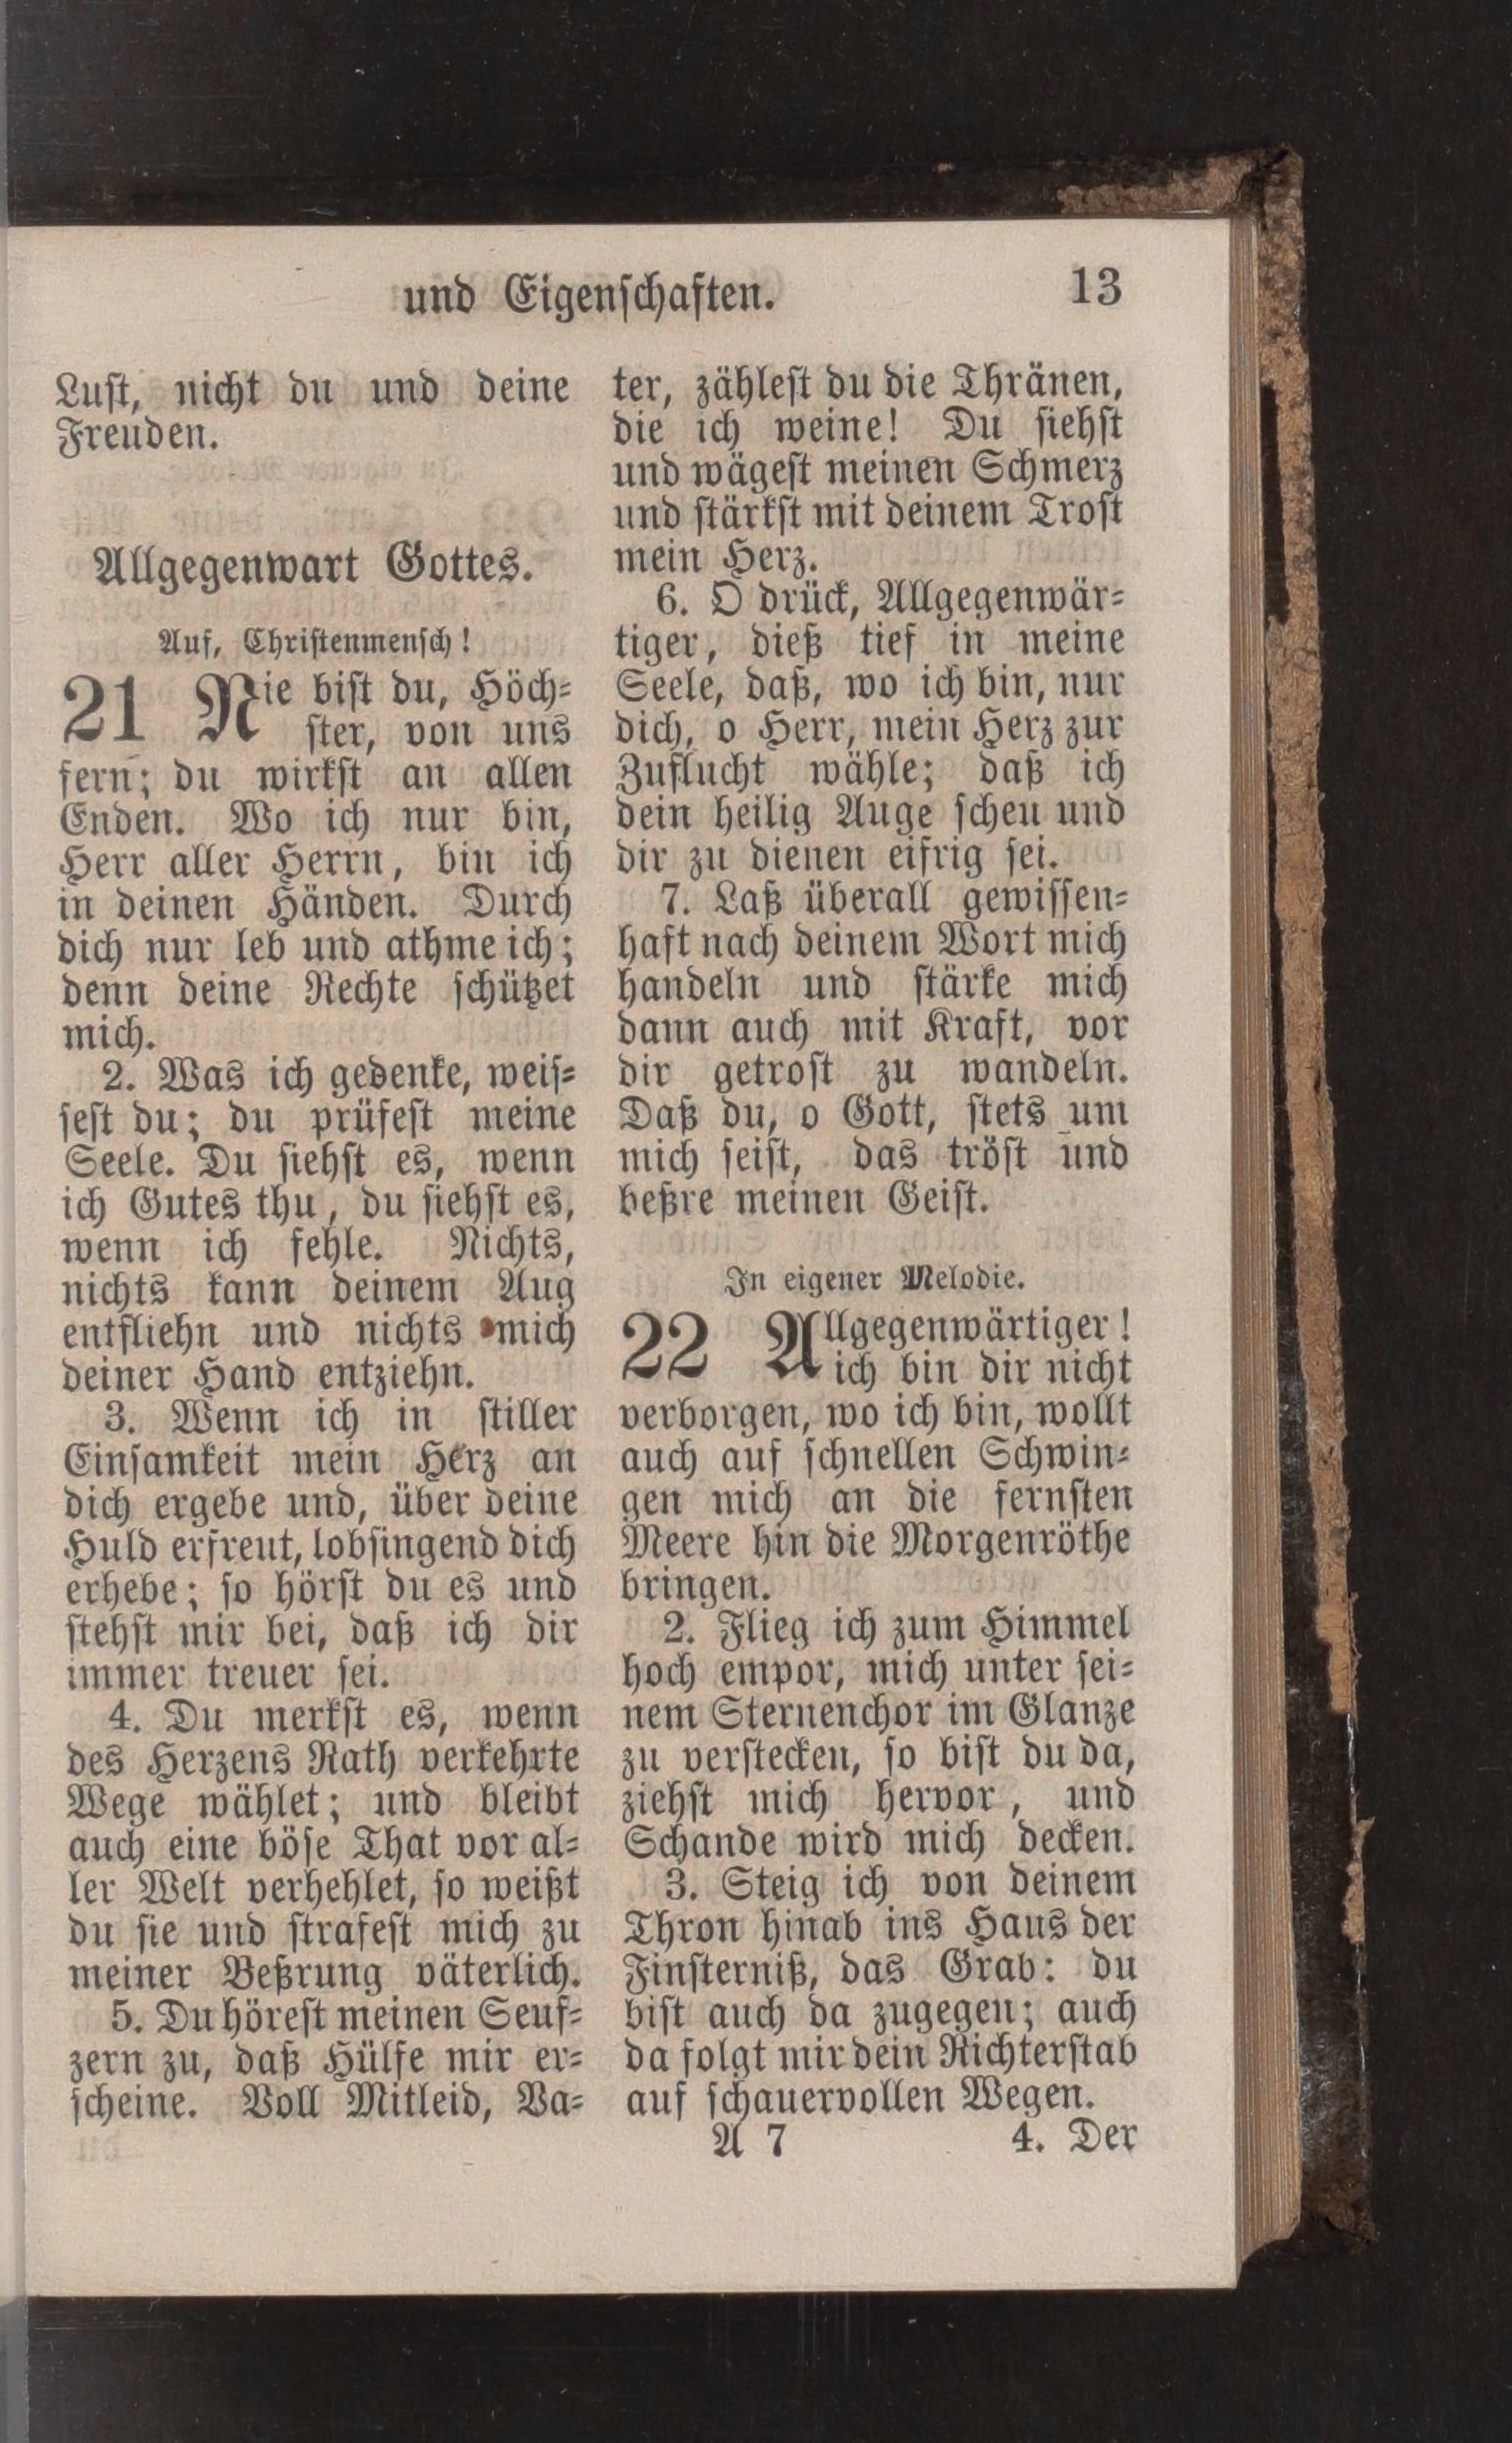 und Eigenschaften.
13
Lust, nicht du und deine
Freuden.
Allgegenwart Gottes.
Auf, Christenmensch!
21 Nie bist du, Höch-
ster, von uns
fern; du wirkst an allen
Enden. Wo ich nur bin,
Herr aller Herrn, bin ich
in deinen Händen. Durch
dich nur leb und athme ich;
denn deine Rechte schützet
mich.
2. Was ich gedenke, weis-
sest du; du prüfest meine
Seele. Du siehst es, wenn
ich Gutes thu, du siehst es,
wenn ich fehle. Nichts,
nichts kann deinem Aug
entfliehn und nichts mich
deiner Hand entziehn.
3. Wenn ich in stiller
Einsamkeit mein Herz an
dich ergebe und, über deine
Huld erfreut, lobsingend dich
erhebe; so hörst du es und
stehst mir bei, daß ich dir
immer treuer sei.
4. Du merkst es, wenn
des Herzens Rath verkehrte
Wege wählet; und bleibt
auch eine böse That vor al-
ler Welt verhehlet, so weißt
du sie und strafest mich zu
meiner Beßrung väterlich.
5. Du hörest meinen Seuf-
zern zu, daß Hülfe mir er-
scheine. Voll Mitleid, Va-
ter, zählest du die Thränen,
die ich weine! Du siehst
und wägest meinen Schmerz
und stärkst mit deinem Trost
mein Herz.
6. O drück, Allgegenwär-
tiger, dieß tief in meine
Seele, daß, wo ich bin, nur
dich, o Herr, mein Herz zur
Zuflucht wähle; daß ich
dein heilig Auge scheu und
dir zu dienen eifrig sei.
7. Laß überall gewissen-
haft nach deinem Wort mich
handeln und stärke mich
dann auch mit Kraft, vor
dir getrost zu wandeln.
Daß du, o Gott, stets um
mich seist, das tröst und
beßre meinen Geist.
In eigener Melodie.
22 Allgegenwärtiger!
ich bin dir nicht
verborgen, wo ich bin, wollt
auch auf schnellen Schwin-
gen mich an die fernsten
Meere hin die Morgenröthe
bringen.
2. Flieg ich zum Himmel
hoch empor, mich unter sei-
nem Sternenchor im Glanze
zu verstecken, so bist du da,
ziehst mich hervor, und
Schande wird mich decken.
3. Steig ich von deinem
Thron hinab ins Haus der
Finsterniß, das Grab: du
bist auch da zugegen; auch
da folgt mir dein Richterstab
auf schauervollen Wegen.
A 7
4. Der